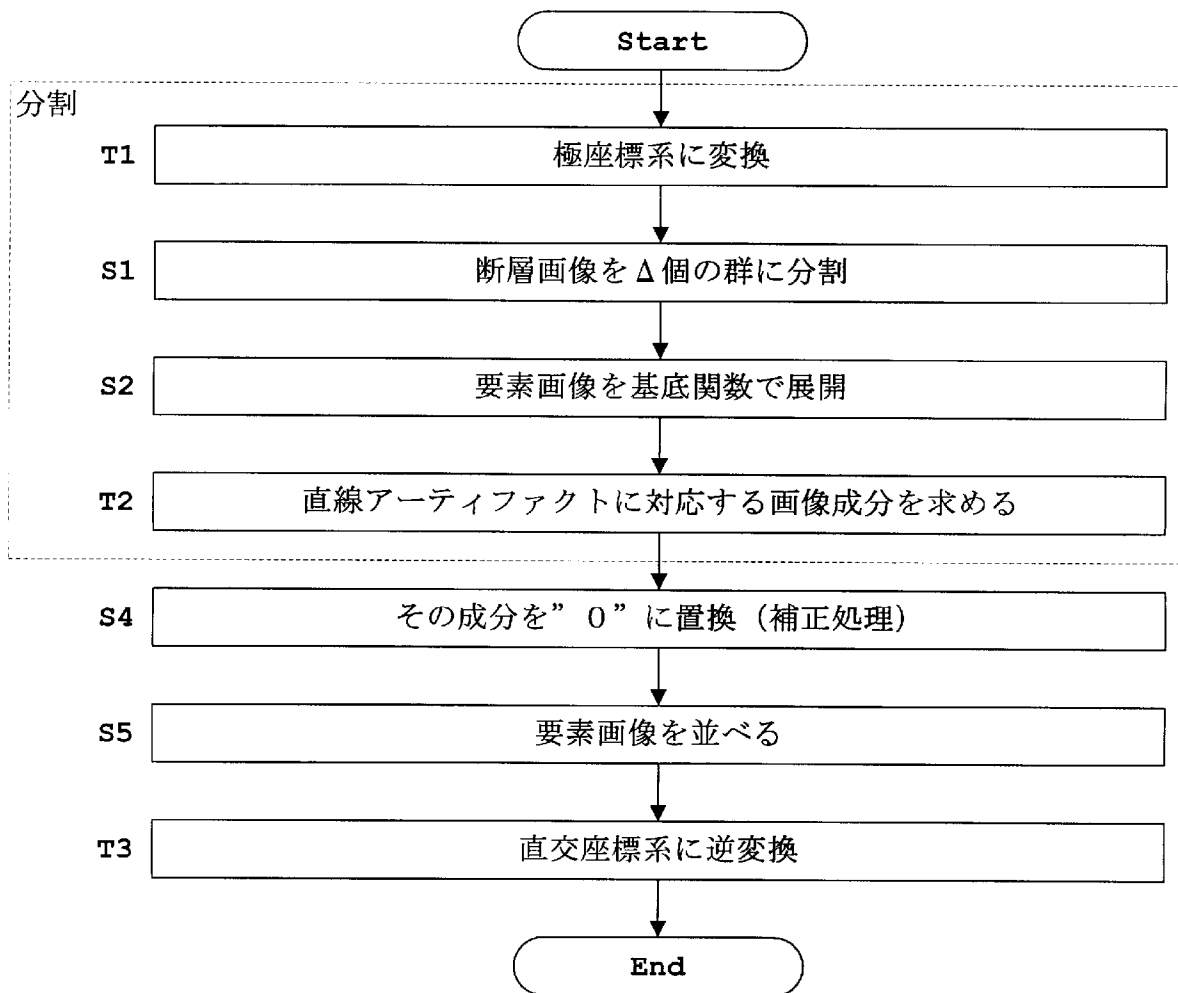 Start
分割
T1 極座標系に変換
S1 断層画像をΔ個の群に分割
S2 要素画像を基底関数で展開
T2 直線アーティファクトに対応する画像成分を求める
S4 その成分を”０”に置換（補正処理）
S5 要素画像を並べる
T3 直交座標系に逆変換
End